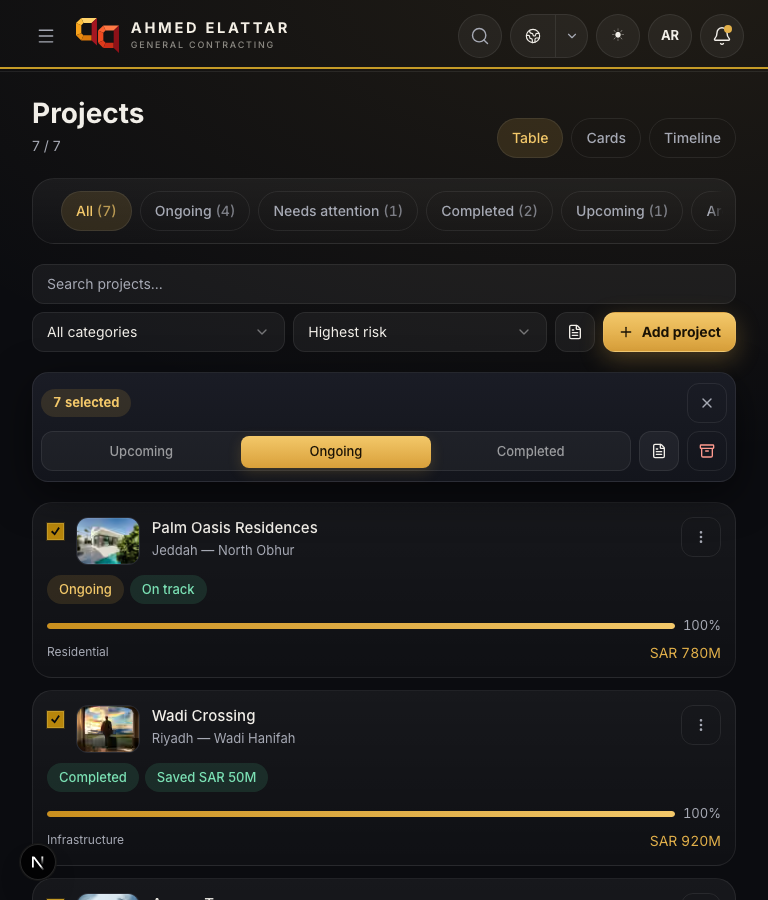 AHMED ELATTAR
GENERAL CONTRACTING
AR
Projects
7 / 7
Table
Cards
Timeline
All (7)
Ongoing (4)
Needs attention (1)
Completed (2)
Upcoming (1)
Search projects...
All categories
Highest risk
Add project
7 selected
Upcoming
Ongoing
Completed
Palm Oasis Residences
Jeddah — North Obhur
Ongoing
On track
100%
Residential
SAR 780M
Wadi Crossing
Riyadh — Wadi Hanifah
Completed
Saved SAR 50M
100%
Infrastructure
SAR 920M
N